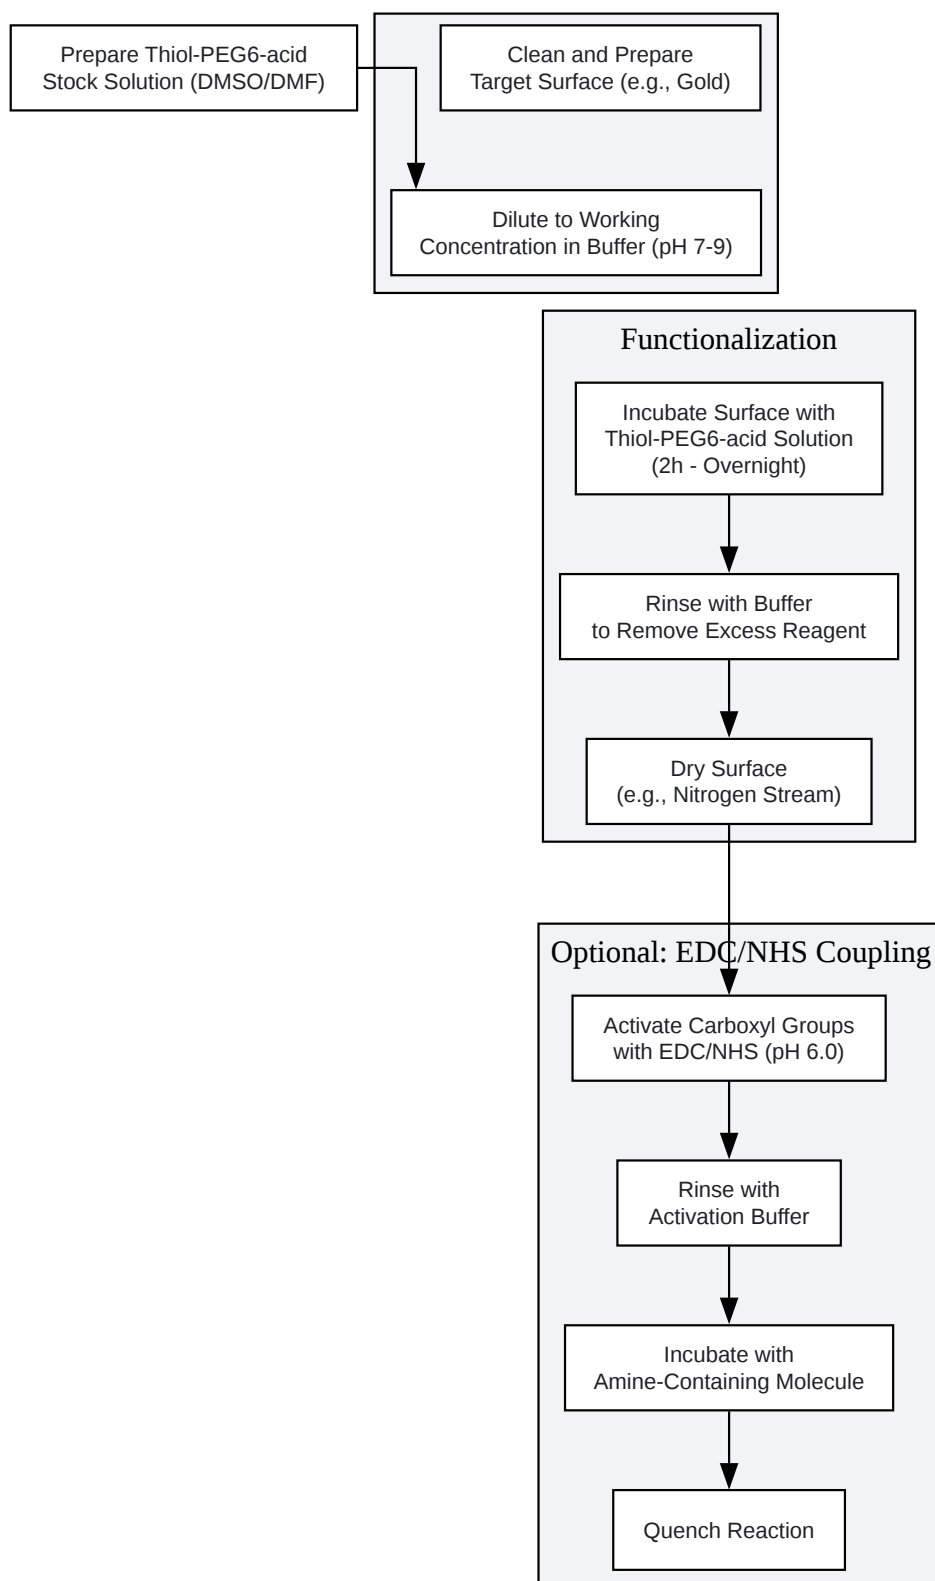 Prepare Thiol-PEG6-acid
Stock Solution (DMSO/DMF)
Clean and Prepare
Target Surface (e.g., Gold)
Dilute to Working
Concentration in Buffer (pH 7-9)
Functionalization
Incubate Surface with
Thiol-PEG6-acid Solution
(2h - Overnight)
Rinse with Buffer
to Remove Excess Reagent
Dry Surface
(e.g., Nitrogen Stream)
Optional: EDC/NHS Coupling
Activate Carboxyl Groups
with EDC/NHS (pH 6.0)
Rinse with
Activation Buffer
Incubate with
Amine-Containing Molecule
Quench Reaction